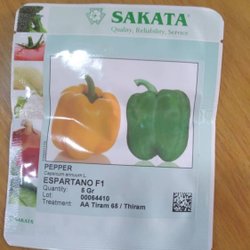 SAKATA®
Quality, Reliability, Service
PEPPER
Capsicum annuum L.
ESPARTANO F1
Quantity: 5 Gr
Lot: 00064410
Treatment: AA Tiram 65 / Thiram
SAKATA®